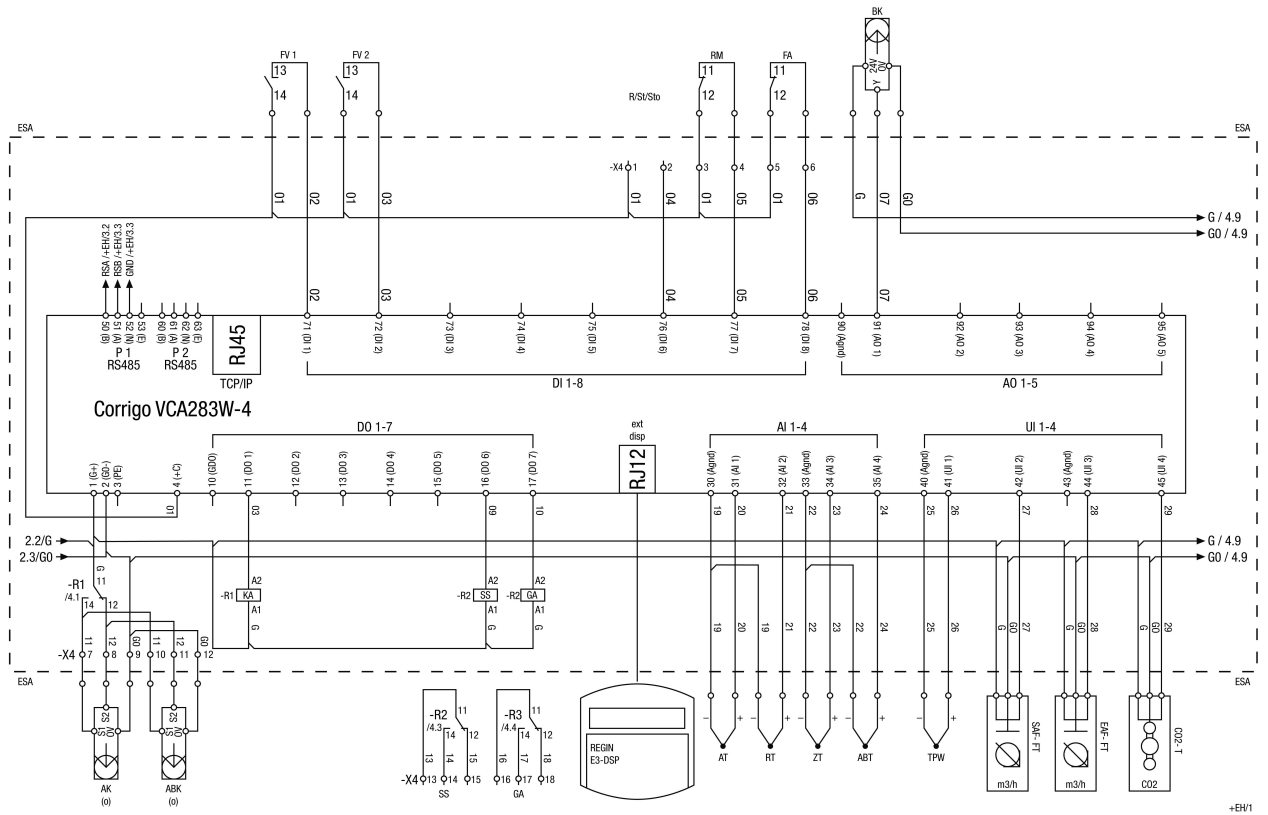 BK
FV 1
FV 2
RM
FA
13
14
13
14
R/St/Sto
11
12
11
12
24V
0V
Y
ESA
ESA
-X4
1
2
3
4
5
6
01
02
01
03
01
04
01
05
01
06
G
07
G0
G / 4.9
G0 / 4.9
RSA /+EH/3.2
RSB /+EH/3.3
GND /+EH/3.3
02
03
04
05
06
07
50 (B)
51 (A)
52 (N)
53 (E)
60 (B)
61 (A)
62 (N)
63 (E)
P 1
RS485
P 2
RS485
RJ45
TCP/IP
71 (DI 1)
72 (DI 2)
73 (DI 3)
74 (DI 4)
75 (DI 5)
76 (DI 6)
77 (DI 7)
78 (DI 8)
90 (Agnd)
91 (AO 1)
92 (AO 2)
93 (AO 3)
94 (AO 4)
95 (AO 5)
DI 1-8
AO 1-5
Corrigo VCA283W-4
DO 1-7
ext
disp
RJ12
AI 1-4
UI 1-4
1 (G+)
2 (G0-)
3 (PE)
4 (+C)
10 (GDO)
11 (DO 1)
12 (DO 2)
13 (DO 3)
14 (DO 4)
15 (DO 5)
16 (DO 6)
17 (DO 7)
30 (Agnd)
31 (AI 1)
32 (AI 2)
33 (Agnd)
34 (AI 3)
35 (AI 4)
40 (Agnd)
41 (UI 1)
42 (UI 2)
43 (Agnd)
44 (UI 3)
45 (UI 4)
01
03
09
10
19
20
21
22
23
24
25
26
27
28
29
2.2/G
2.3/G0
G / 4.9
G0 / 4.9
G
-R1
/4.1
11
14
12
-R1
KA
A2
A1
G
-R2
SS
A2
A1
G
-R2
GA
A2
A1
G
11
12
G0
11
12
G0
-X4
7
8
9
10
11
12
19
20
19
21
22
23
22
24
25
26
G
G0
27
G
G0
28
G
G0
29
ESA
ESA
S1
S2
0V
S1
S2
0V
AK
(o)
ABK
(o)
-R2
/4.3
11
14
12
13
14
15
-X4
13
14
15
SS
-R3
/4.4
11
14
12
16
17
18
16
17
18
GA
REGIN
E3-DSP
−
+
AT
−
+
RT
−
+
ZT
−
+
ABT
−
+
TPW
SAF- FT
m3/h
EAF- FT
m3/h
CO2- T
CO2
+EH/1